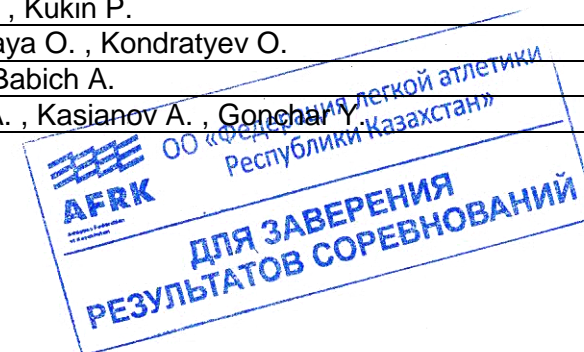 , Kukin P.
aya O. , Kondratyev O.
Babich A.
A. , Kasianov A. , Gonchar Y.
ОО «Федерация легкой атлетики
Республики Казахстан»
AFRK
ДЛЯ ЗАВЕРЕНИЯ
РЕЗУЛЬТАТОВ СОРЕВНОВАНИЙ